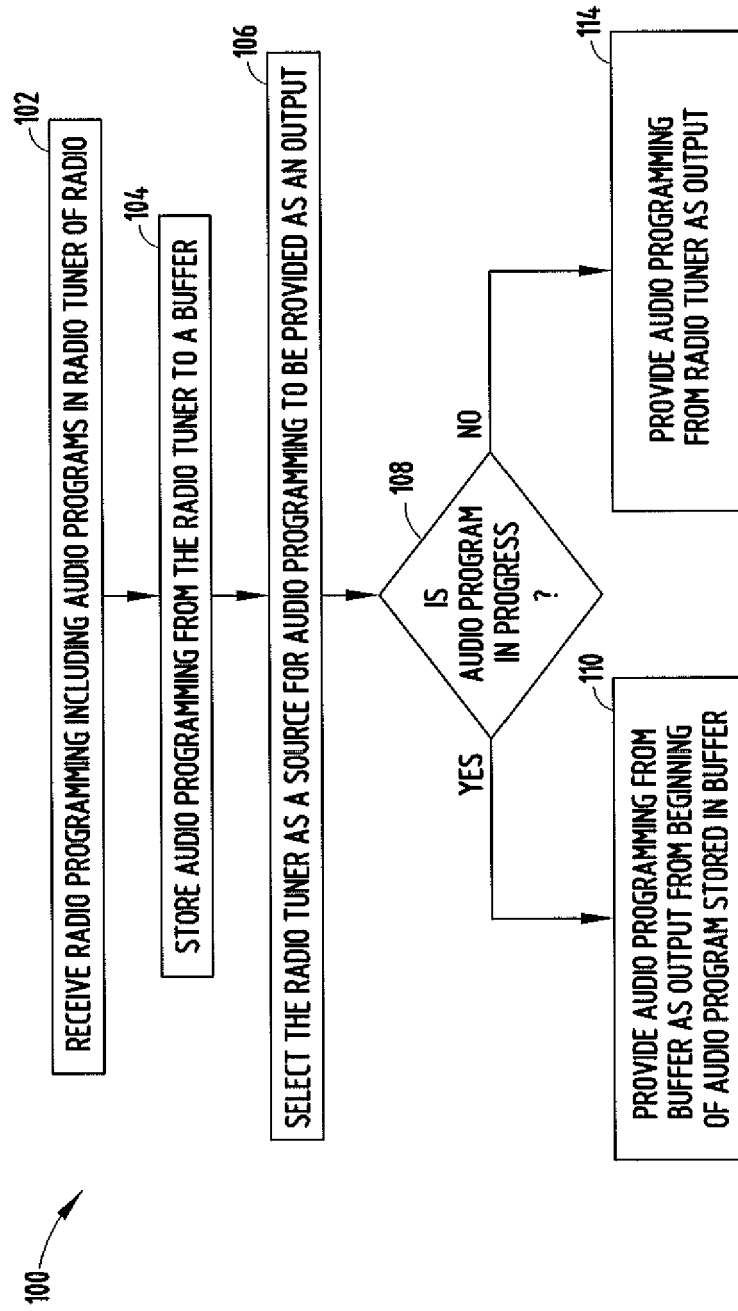 100
102
RECEIVE RADIO PROGRAMMING INCLUDING AUDIO PROGRAMS IN RADIO TUNER OF RADIO
104
STORE AUDIO PROGRAMMING FROM THE RADIO TUNER TO A BUFFER
106
SELECT THE RADIO TUNER AS A SOURCE FOR AUDIO PROGRAMMING TO BE PROVIDED AS AN OUTPUT
108
IS
AUDIO PROGRAM
IN PROGRESS
?
YES
NO
110
PROVIDE AUDIO PROGRAMMING FROM
BUFFER AS OUTPUT FROM BEGINNING
OF AUDIO PROGRAM STORED IN BUFFER
114
PROVIDE AUDIO PROGRAMMING
FROM RADIO TUNER AS OUTPUT